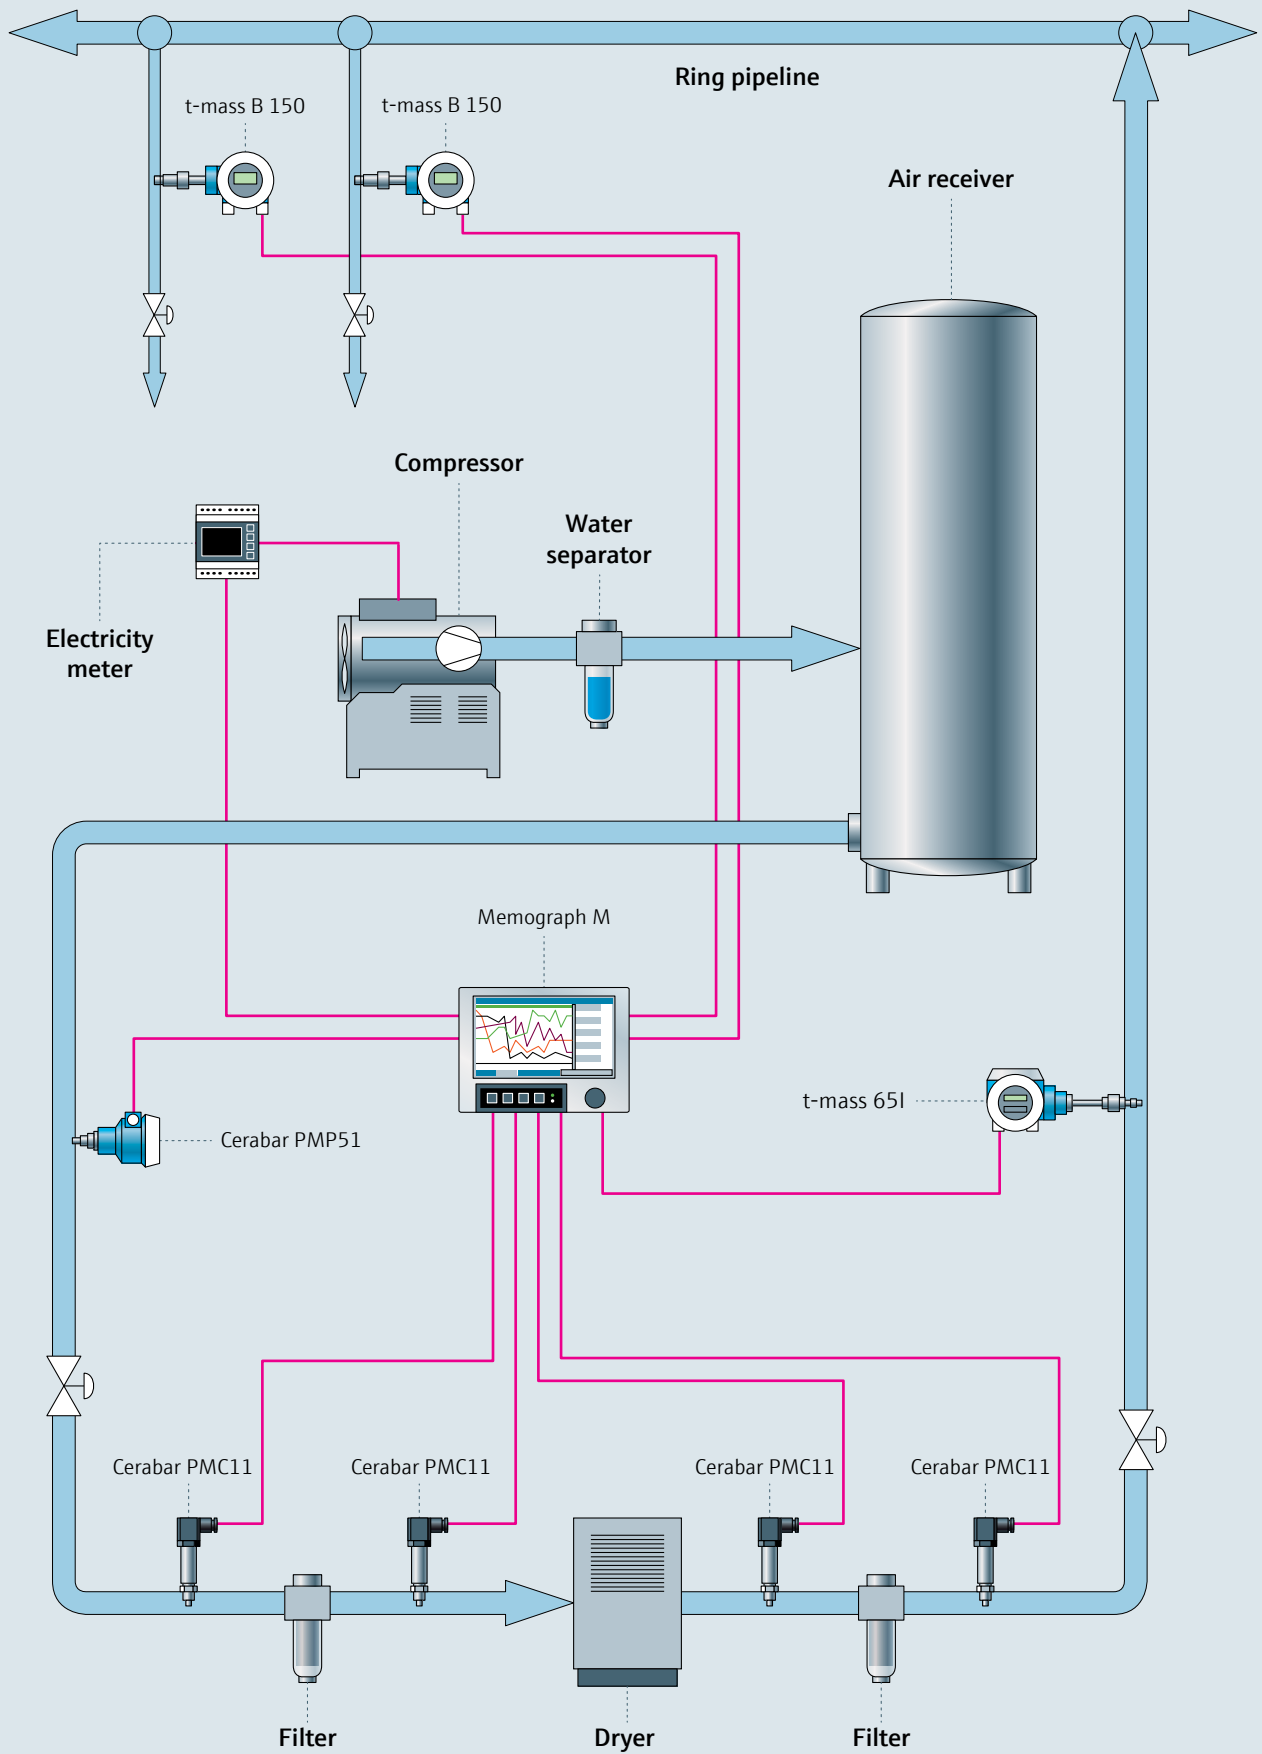 Ring pipeline
t-mass B 150
t-mass B 150
Air receiver
Compressor
Water
separator
Electricity
meter
Memograph M
t-mass 65I
Cerabar PMP51
Cerabar PMC11
Cerabar PMC11
Cerabar PMC11
Cerabar PMC11
Filter
Dryer
Filter